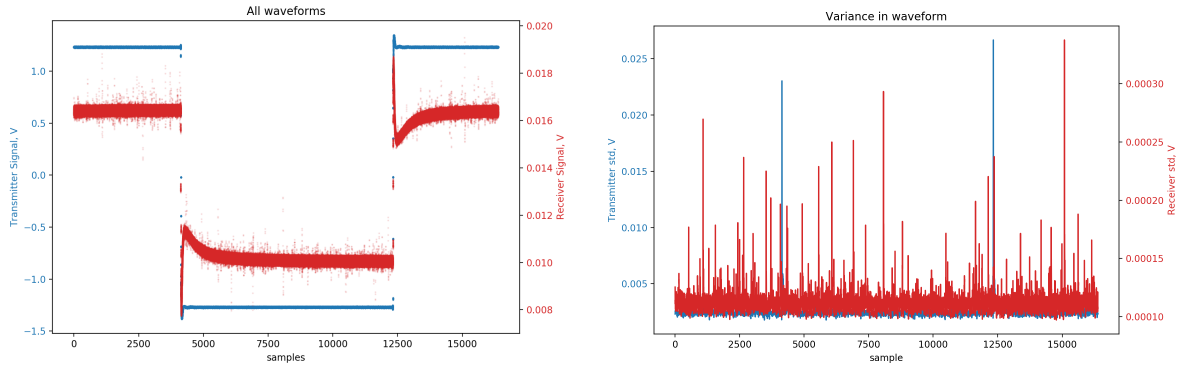 All waveforms
Transmitter Signal, V
1.0
0.5
0.0
−0.5
−1.0
−1.5
0 2500 5000 7500 10000 12500 15000
samples
0.020
0.018
0.016
0.014
0.012
0.010
0.008
Receiver Signal, V
Variance in waveform
Transmitter std, V
0.025
0.020
0.015
0.010
0.005
0 2500 5000 7500 10000 12500 15000
sample
0.00030
0.00025
0.00020
0.00015
0.00010
Receiver std, V